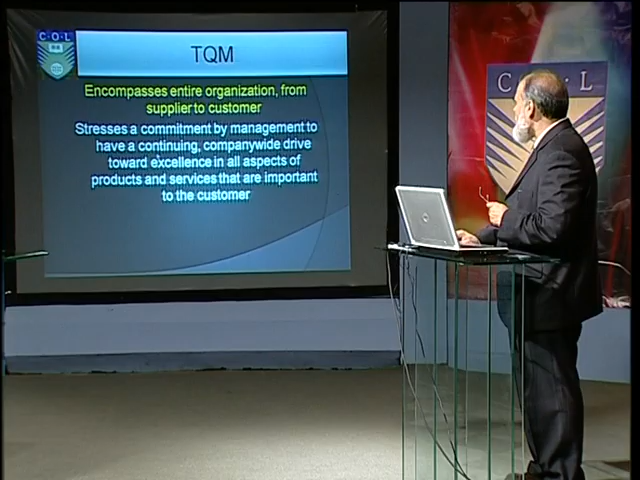 C O L
TQM
Encompasses entire organization, from
supplier to customer
Stresses a commitment by management to
have a continuing, companywide drive
toward excellence in all aspects of
products and services that are important
to the customer
C O L